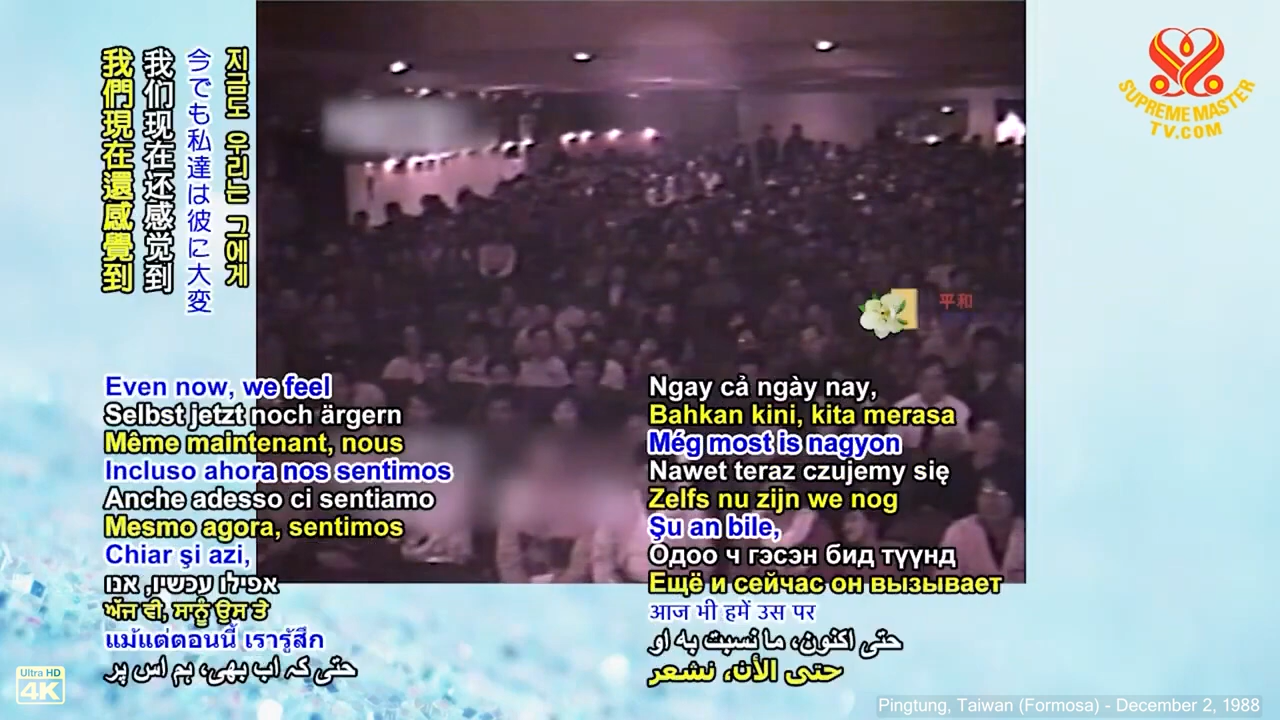 我們現在還感覺到
我们现在还感觉到
今でも私達は彼に大変
지금도 우리는 그에게
SUPREME MASTER
TV.COM
平和
Even now, we feel
Selbst jetzt noch ärgern
Même maintenant, nous
Incluso ahora nos sentimos
Anche adesso ci sentiamo
Mesmo agora, sentimos
Chiar şi azi,
אפילו עכשיו, אנו
ਅੱਜ ਵੀ, ਸਾਨੂੰ ਉਸ ਤੇ
แม้แต่ตอนนี้ เรารู้สึก
حتی کہ اب بھی، ہم اس پر
Ngay cả ngày nay,
Bahkan kini, kita merasa
Még most is nagyon
Nawet teraz czujemy się
Zelfs nu zijn we nog
Şu an bile,
Одоо ч гэсэн бид түүнд
Ещё и сейчас он вызывает
आज भी हमें उस पर
حتی اکنون، ما نسبت به او
حتى الأن، نشعر
Ultra HD
4K
Pingtung, Taiwan (Formosa) - December 2, 1988